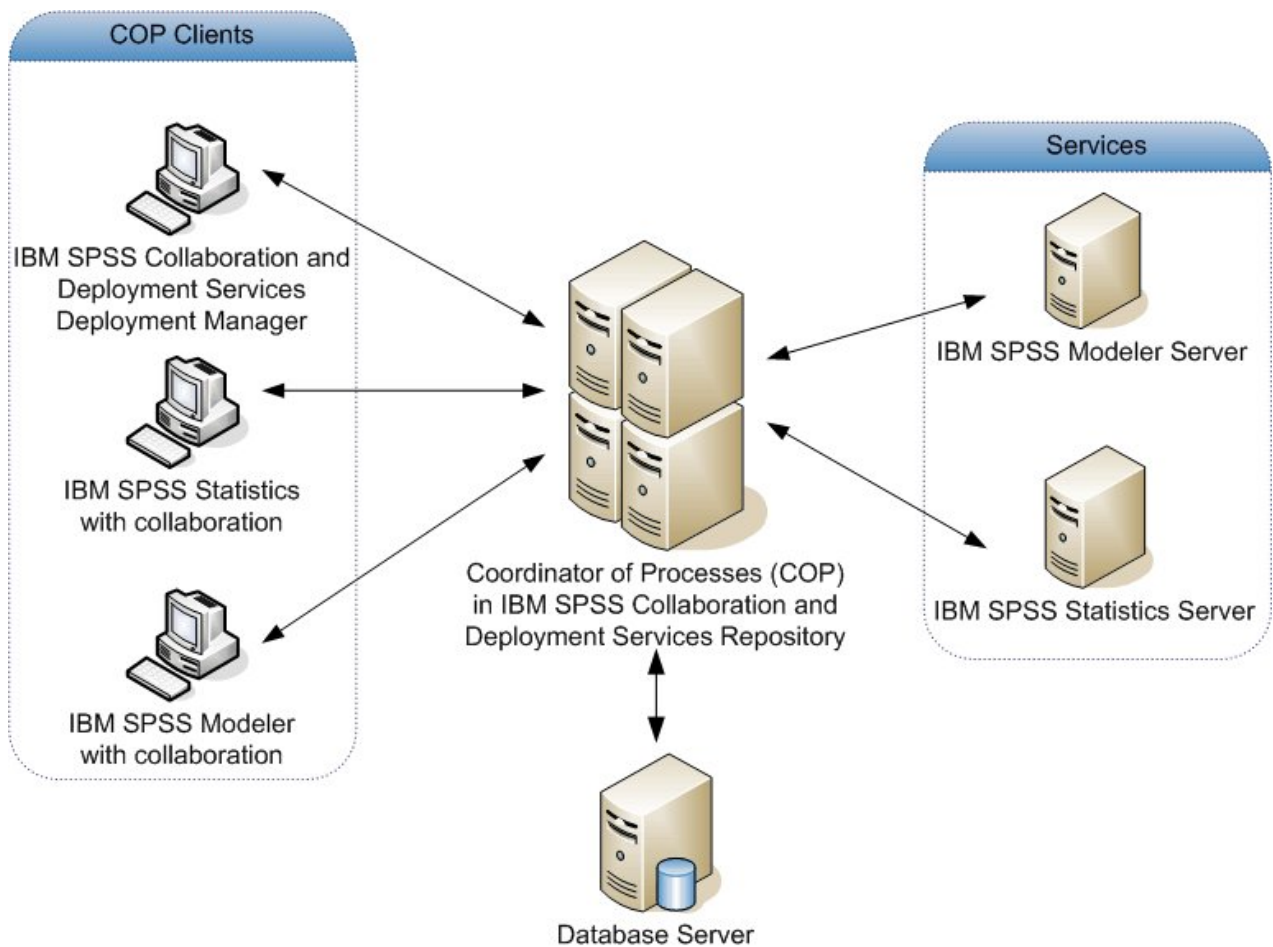 COP Clients
IBM SPSS Collaboration and
Deployment Services
Deployment Manager
IBM SPSS Statistics
with collaboration
IBM SPSS Modeler
with collaboration
Coordinator of Processes (COP)
in IBM SPSS Collaboration and
Deployment Services Repository
Database Server
Services
IBM SPSS Modeler Server
IBM SPSS Statistics Server